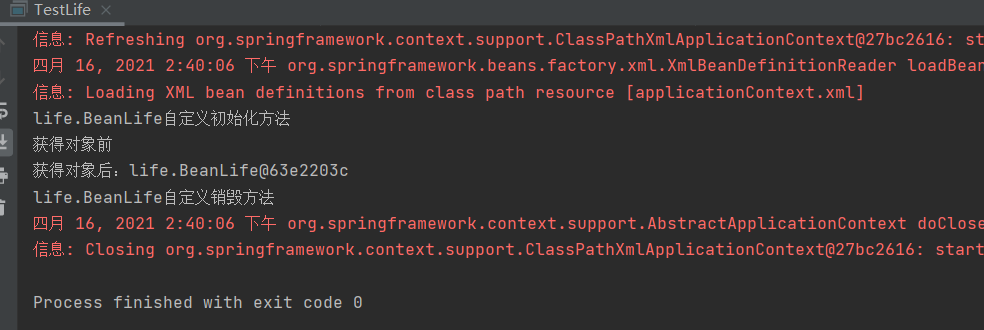 TestLife
信息: Refreshing org.springframework.context.support.ClassPathXmlApplicationContext@27bc2616: st
四月 16, 2021 2:40:06 下午 org.springframework.beans.factory.xml.XmlBeanDefinitionReader loadBean
信息: Loading XML bean definitions from class path resource [applicationContext.xml]
life.BeanLife自定义初始化方法
获得对象前
获得对象后：life.BeanLife@63e2203c
life.BeanLife自定义销毁方法
四月 16, 2021 2:40:06 下午 org.springframework.context.support.AbstractApplicationContext doClose
信息: Closing org.springframework.context.support.ClassPathXmlApplicationContext@27bc2616: start
Process finished with exit code 0